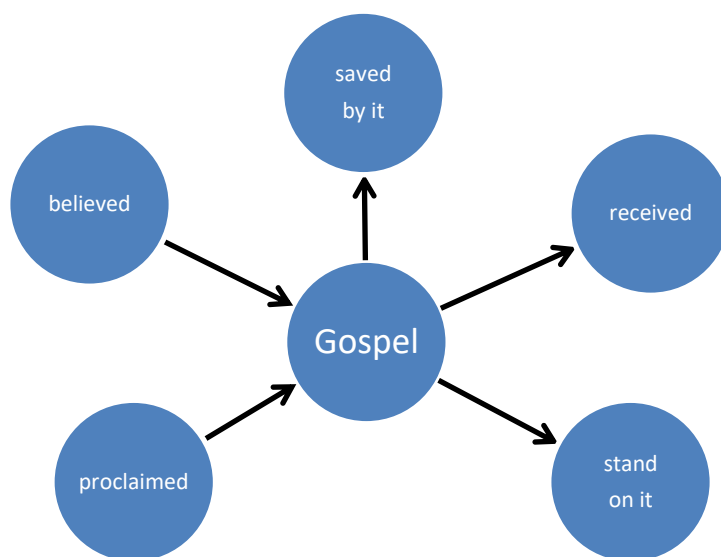 saved
by it
believed
received
Gospel
proclaimed
stand
on it